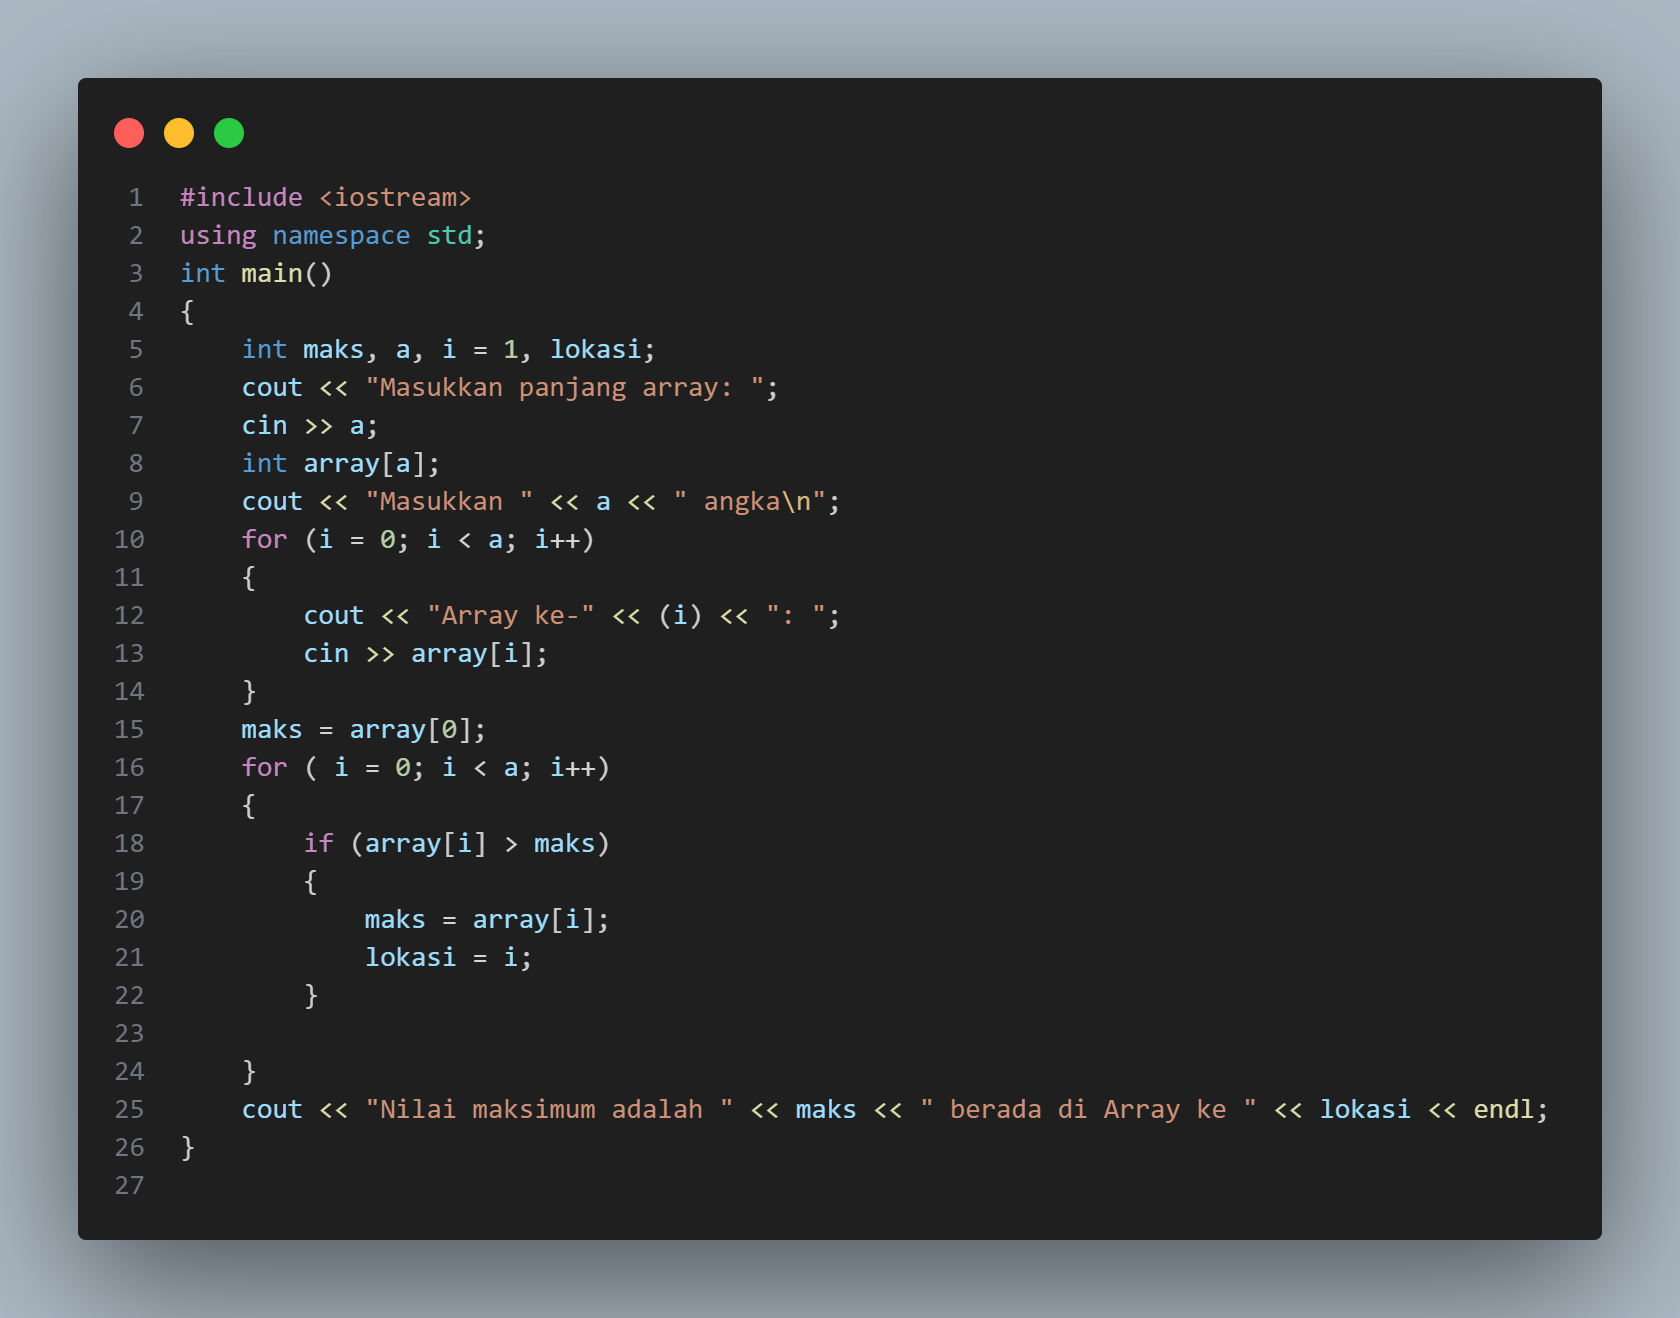 1 #include <iostream>
2 using namespace std;
3 int main()
4 {
5     int maks, a, i = 1, lokasi;
6     cout << "Masukkan panjang array: ";
7     cin >> a;
8     int array[a];
9     cout << "Masukkan " << a << " angka\n";
10     for (i = 0; i < a; i++)
11     {
12         cout << "Array ke-" << (i) << ": ";
13         cin >> array[i];
14     }
15     maks = array[0];
16     for ( i = 0; i < a; i++)
17     {
18         if (array[i] > maks)
19         {
20             maks = array[i];
21             lokasi = i;
22         }
23
24     }
25     cout << "Nilai maksimum adalah " << maks << " berada di Array ke " << lokasi << endl;
26 }
27